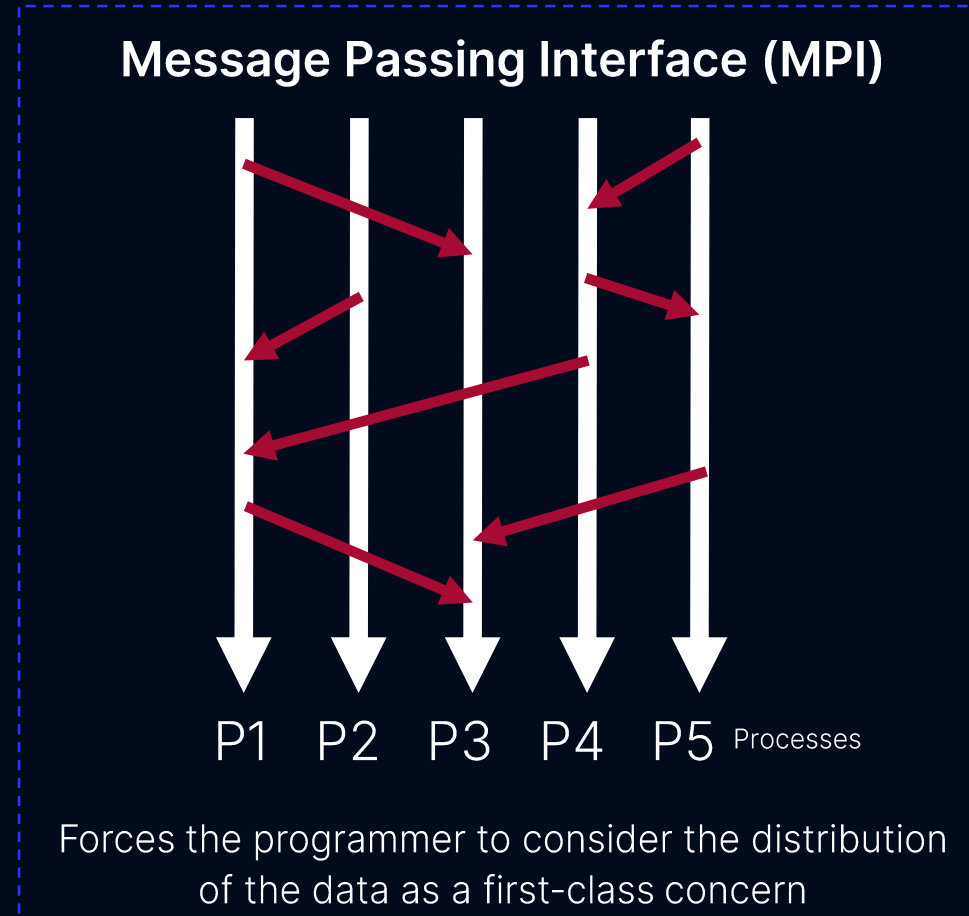 Message Passing Interface (MPI)
P1 P2 P3 P4 P5 Processes
Forces the programmer to consider the distribution
of the data as a first-class concern